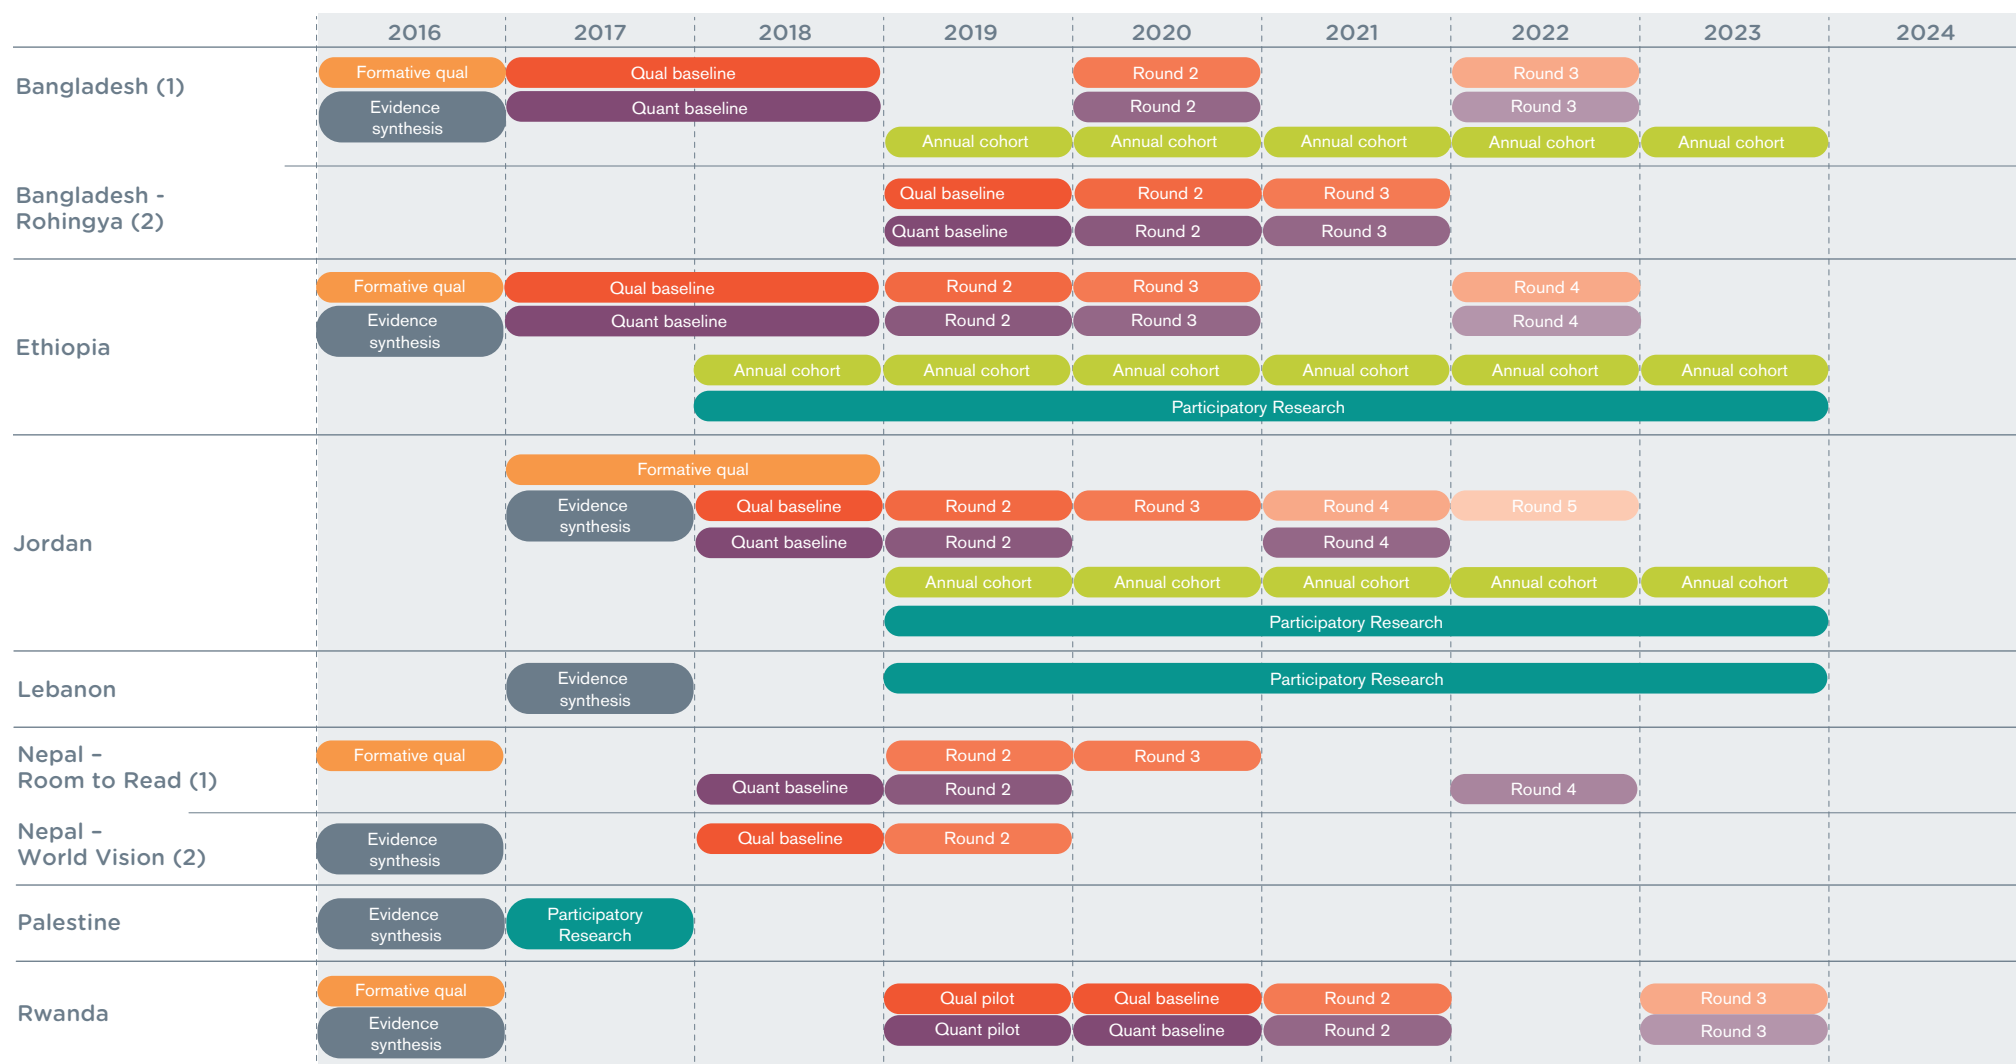 2016 2017 2018 2019 2020 2021 2022 2023 2024
Bangladesh (1)
Formative qual Qual baseline Round 2 Round 3
Evidence
synthesis
Quant baseline Round 2 Round 3
Annual cohort Annual cohort Annual cohort Annual cohort Annual cohort
Bangladesh -
Rohingya (2)
Qual baseline Round 2 Round 3
Quant baseline Round 2 Round 3
Ethiopia
Formative qual Qual baseline Round 2 Round 3 Round 4
Evidence
synthesis
Quant baseline Round 2 Round 3 Round 4
Annual cohort Annual cohort Annual cohort Annual cohort Annual cohort Annual cohort
Participatory Research
Jordan
Formative qual
Evidence
synthesis
Qual baseline Round 2 Round 3 Round 4 Round 5
Quant baseline Round 2 Round 4
Annual cohort Annual cohort Annual cohort Annual cohort Annual cohort
Participatory Research
Lebanon
Evidence
synthesis
Participatory Research
Nepal –
Room to Read (1)
Formative qual Round 2 Round 3
Quant baseline Round 2 Round 4
Nepal –
World Vision (2)
Evidence
synthesis
Qual baseline Round 2
Palestine
Evidence
synthesis
Participatory
Research
Rwanda
Formative qual
Evidence
synthesis
Qual pilot Qual baseline Round 2 Round 3
Quant pilot Quant baseline Round 2 Round 3